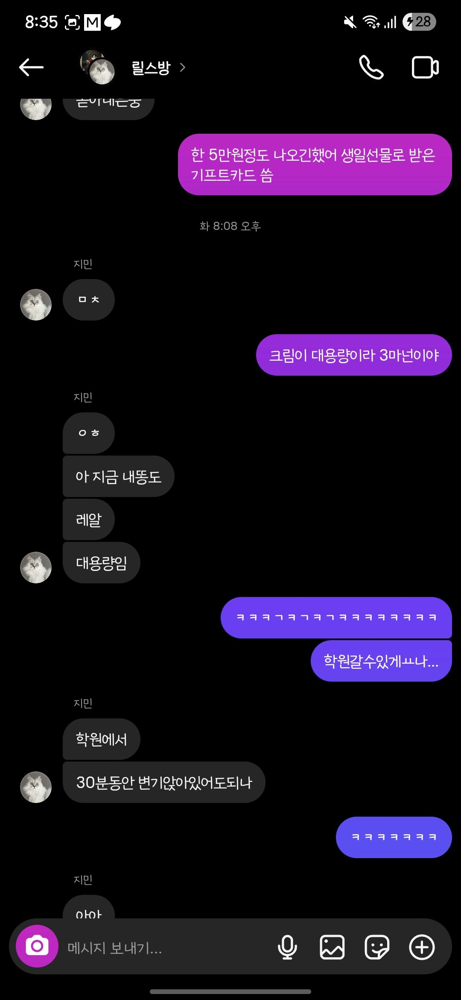 8:35
M
28
릴스방
한 5만원정도 나오긴했어 생일선물로 받은
기프트카드 씀
화 8:08 오후
지민
ㅁㅊ
크림이 대용량이라 3마넌이야
지민
ㅇㅎ
아 지금 내똥도
레알
대용량임
ㅋㅋㅋㄱㅋㄱㅋㄱㅋㅋㅋㅋㅋㅋㅋㅋ
학원갈수있게ㅛ나...
지민
학원에서
30분동안 변기앉아있어도되나
ㅋㅋㅋㅋㅋㅋㅋ
지민
아아
메시지 보내기...